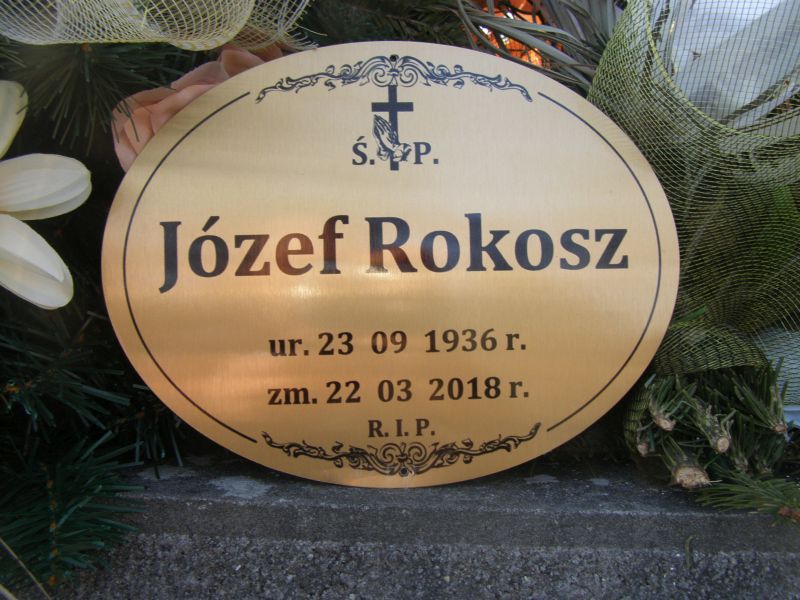 Ś. P.
Józef Rokosz
ur. 23 09 1936 r.
zm. 22 03 2018 r.
R. I. P.